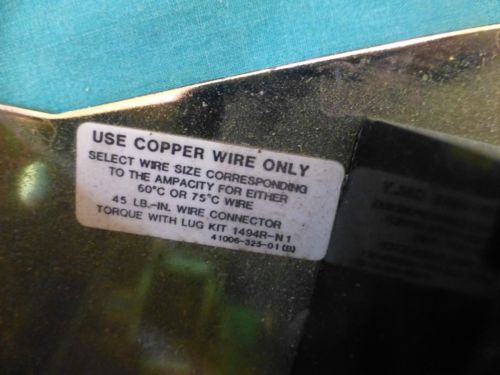 USE COPPER WIRE ONLY
SELECT WIRE SIZE CORRESPONDING
TO THE AMPACITY FOR EITHER
60°C OR 75°C WIRE
45 LB.-IN. WIRE CONNECTOR
TORQUE WITH LUG KIT 1494R-N1
41006-325-01(B)